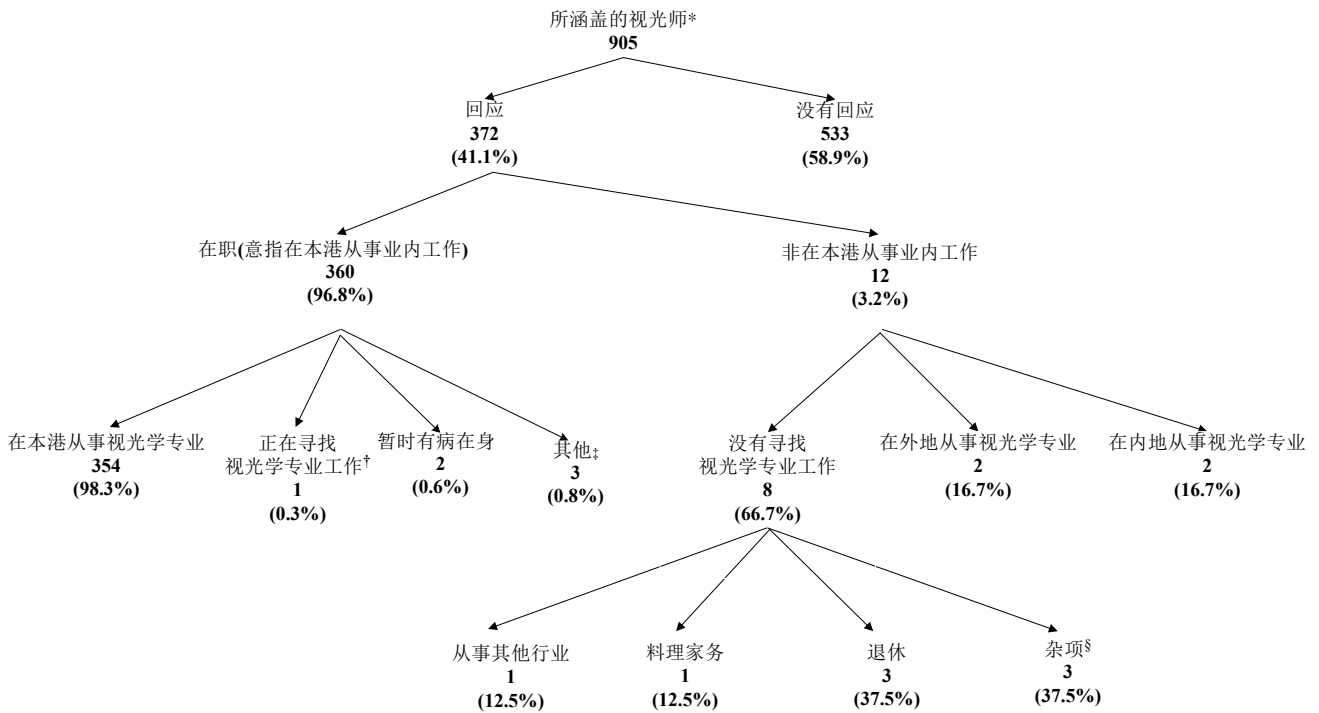 所涵盖的视光师*
905
回应
372
(41.1%)
没有回应
533
(58.9%)
在职(意指在本港从事业内工作)
360
(96.8%)
非在本港从事业内工作
12
(3.2%)
在本港从事视光学专业
354
(98.3%)
正在寻找
视光学专业工作†
1
(0.3%)
暂时有病在身
2
(0.6%)
其他‡
3
(0.8%)
没有寻找
视光学专业工作
8
(66.7%)
在外地从事视光学专业
2
(16.7%)
在内地从事视光学专业
2
(16.7%)
从事其他行业
1
(12.5%)
料理家务
1
(12.5%)
退休
3
(37.5%)
杂项§
3
(37.5%)